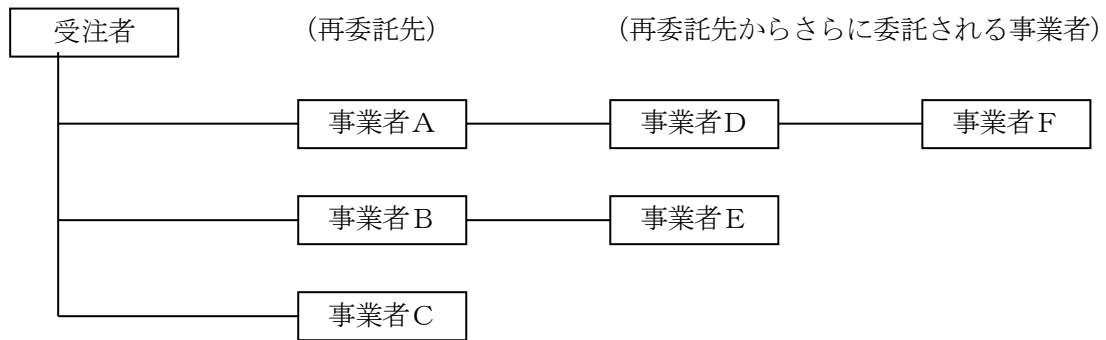 受注者 (再委託先) (再委託先からさらに委託される事業者)
事業者A 事業者D 事業者F
事業者B 事業者E
事業者C